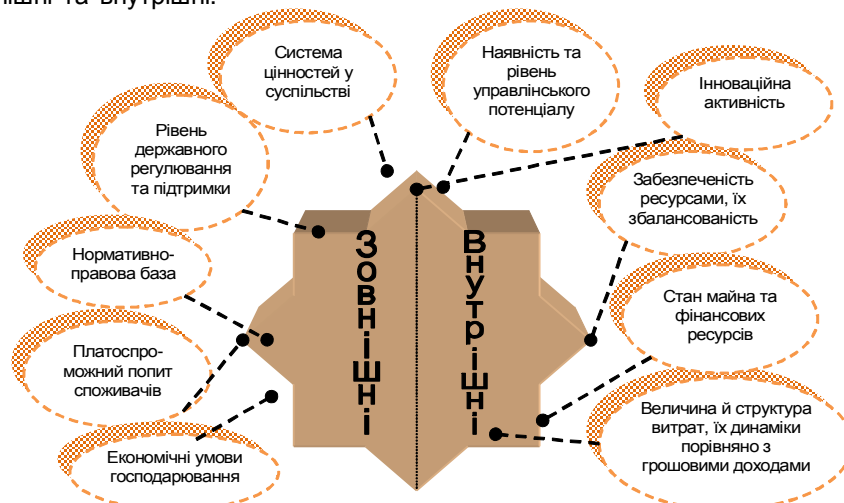 та внутрішні.
Система
цінностей у
суспільстві
Наявність та
рівень
управлінського
потенціалу
Інноваційна
активність
Рівень
державного
регулювання
та підтримки
Забезпеченість
ресурсами, їх
збалансованість
Нормативно-
правова база
Стан майна та
фінансових
ресурсів
Платоспро-
можний попит
споживачів
Величина й структура
витрат, їх динаміки
порівняно з
грошовими доходами
Економічні умови
господарювання
Зовнішні
Внутрішні